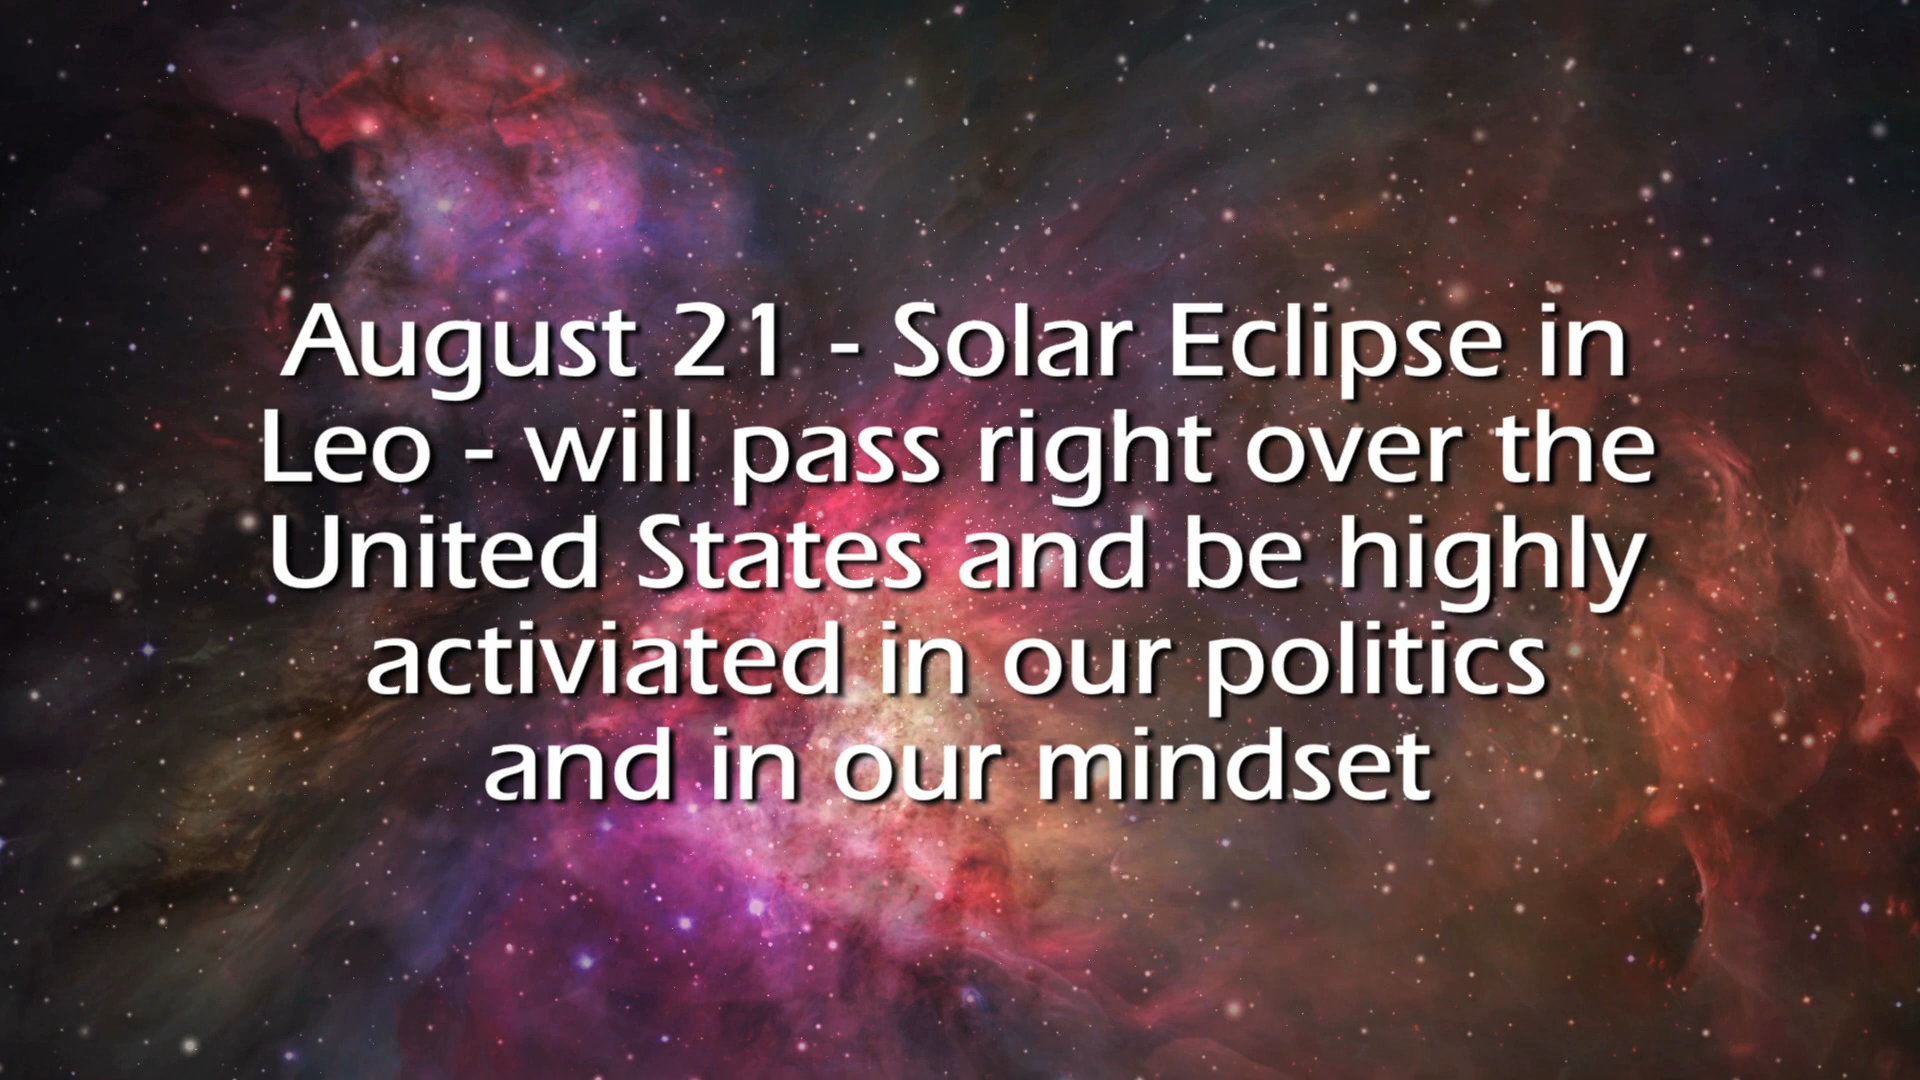 August 21 - Solar Eclipse in
Leo - will pass right over the
United States and be highly
activiated in our politics
and in our mindset